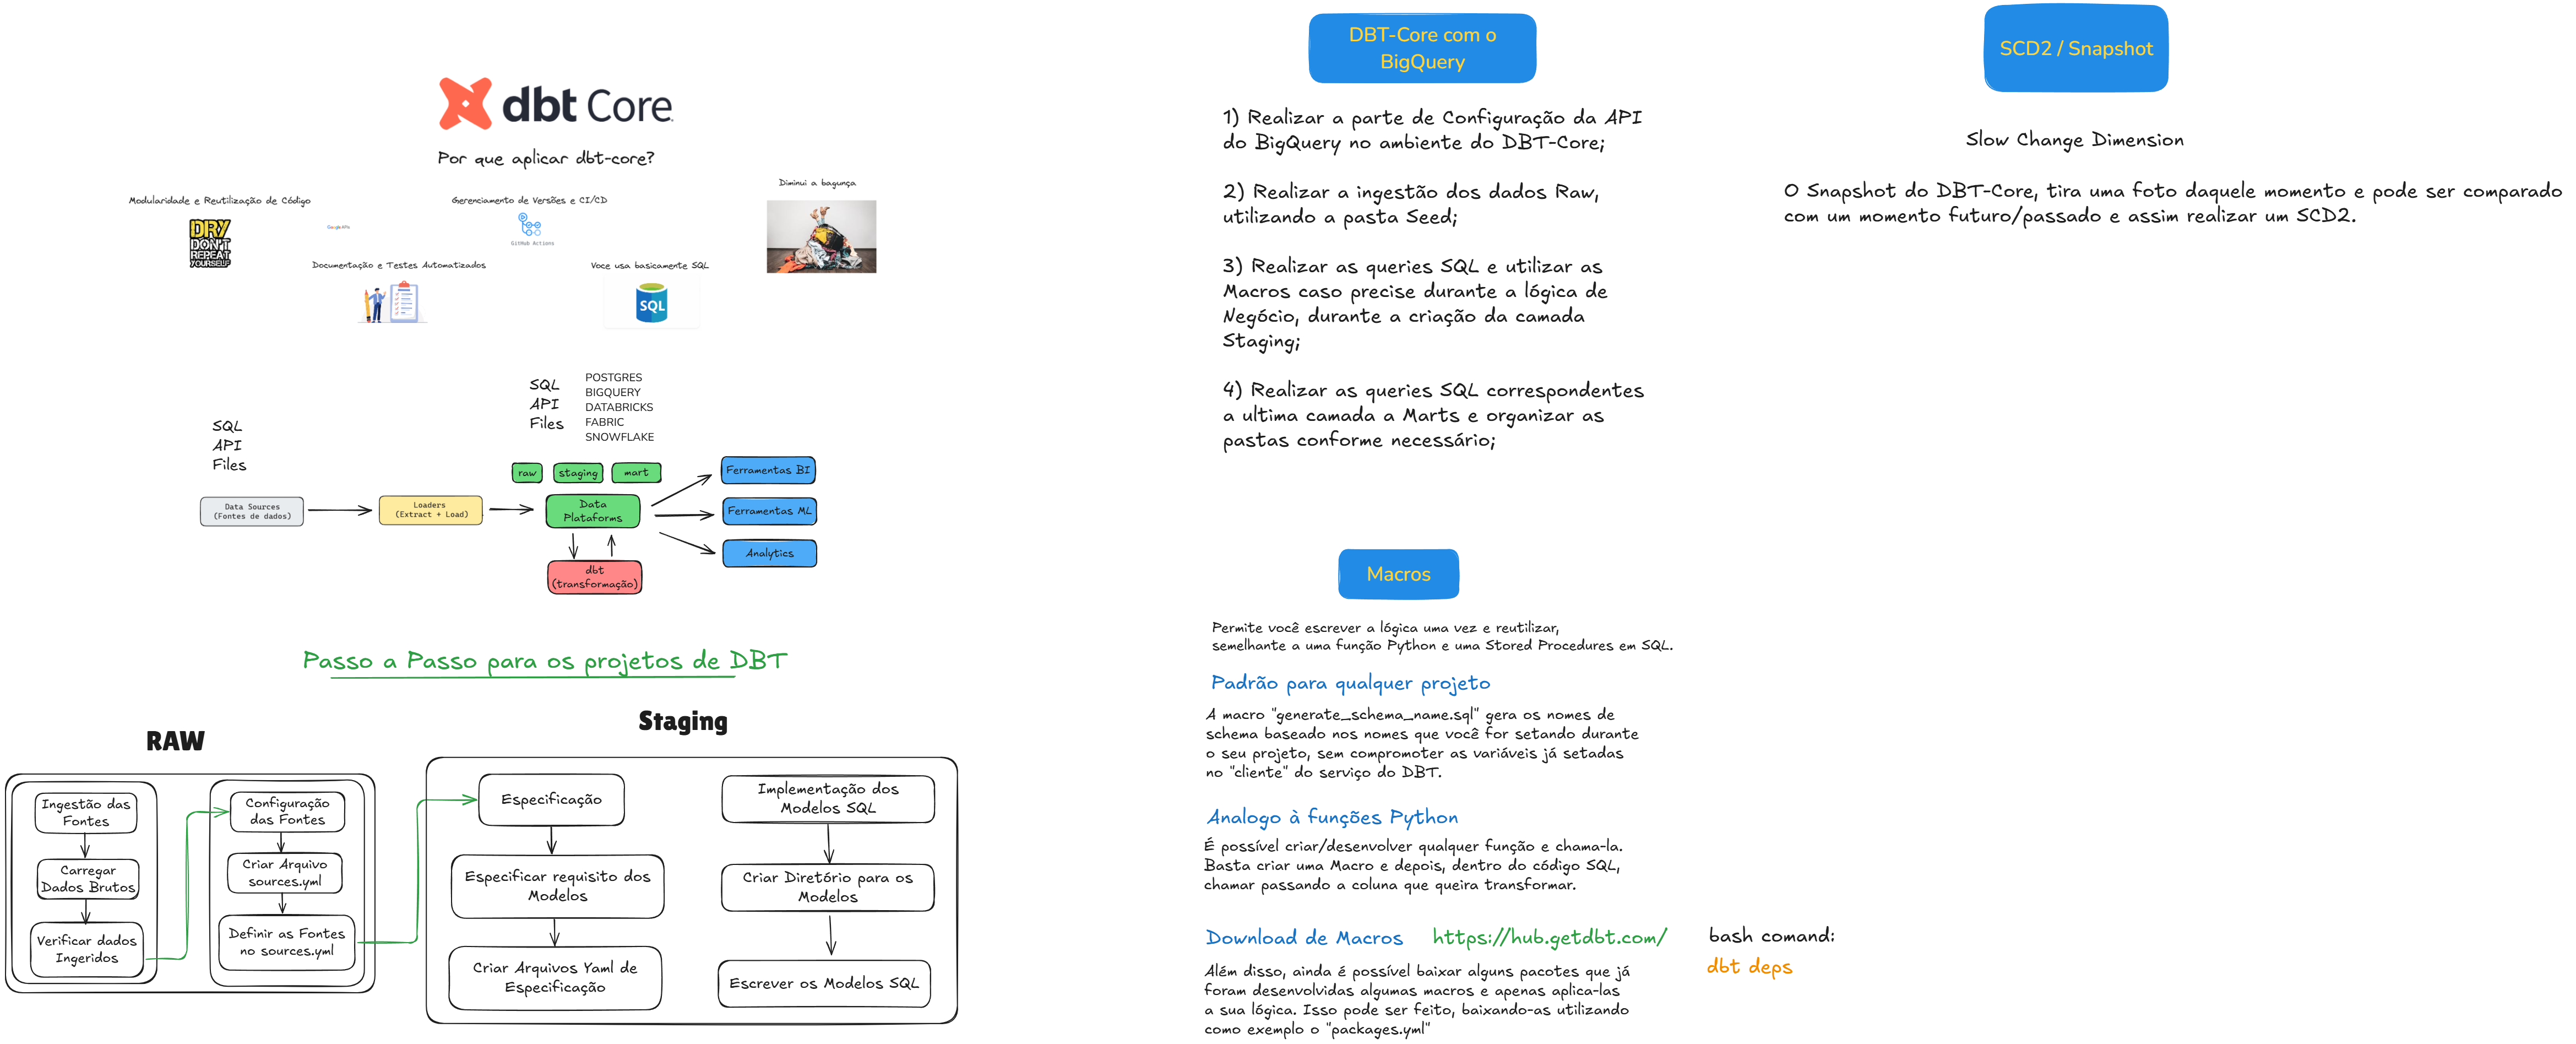 dbt Core
Por que aplicar dbt-core?
Modularidade e Reutilização de Código
DRY
DON'T
REPEAT
YOURSELF
Google APIs
Gerenciamento de Versões e CI/CD
GitHub Actions
Diminui a bagunça
Documentação e Testes Automatizados
Voce usa basicamente SQL
SQL
SQL
API
Files
SQL
API
Files
POSTGRES
BIGQUERY
DATABRICKS
FABRIC
SNOWFLAKE
raw
staging
mart
Data Sources
(Fontes de dados)
Loaders
(Extract + Load)
Data
Plataforms
dbt
(transformação)
Ferramentas BI
Ferramentas ML
Analytics
Passo a Passo para os projetos de DBT
RAW
Ingestão das
Fontes
Carregar
Dados Brutos
Verificar dados
Ingeridos
Configuração
das Fontes
Criar Arquivo
sources.yml
Definir as Fontes
no sources.yml
Staging
Especificação
Especificar requisito dos
Modelos
Criar Arquivos Yaml de
Especificação
Implementação dos
Modelos SQL
Criar Diretório para os
Modelos
Escrever os Modelos SQL
DBT-Core com o
BigQuery
1) Realizar a parte de Configuração da API
do BigQuery no ambiente do DBT-Core;
2) Realizar a ingestão dos dados Raw,
utilizando a pasta Seed;
3) Realizar as queries SQL e utilizar as
Macros caso precise durante a lógica de
Negócio, durante a criação da camada
Staging;
4) Realizar as queries SQL correspondentes
a ultima camada a Marts e organizar as
pastas conforme necessário;
SCD2 / Snapshot
Slow Change Dimension
O Snapshot do DBT-Core, tira uma foto daquele momento e pode ser comparado
com um momento futuro/passado e assim realizar um SCD2.
Macros
Permite você escrever a lógica uma vez e reutilizar,
semelhante a uma função Python e uma Stored Procedures em SQL.
Padrão para qualquer projeto
A macro "generate_schema_name.sql" gera os nomes de
schema baseado nos nomes que você for setando durante
o seu projeto, sem compromoter as variáveis já setadas
no "cliente" do serviço do DBT.
Analogo à funções Python
É possível criar/desenvolver qualquer função e chama-la.
Basta criar uma Macro e depois, dentro do código SQL,
chamar passando a coluna que queira transformar.
Download de Macros
https://hub.getdbt.com/
bash comand:
dbt deps
Além disso, ainda é possível baixar alguns pacotes que já
foram desenvolvidas algumas macros e apenas aplica-las
a sua lógica. Isso pode ser feito, baixando-as utilizando
como exemplo o "packages.yml"